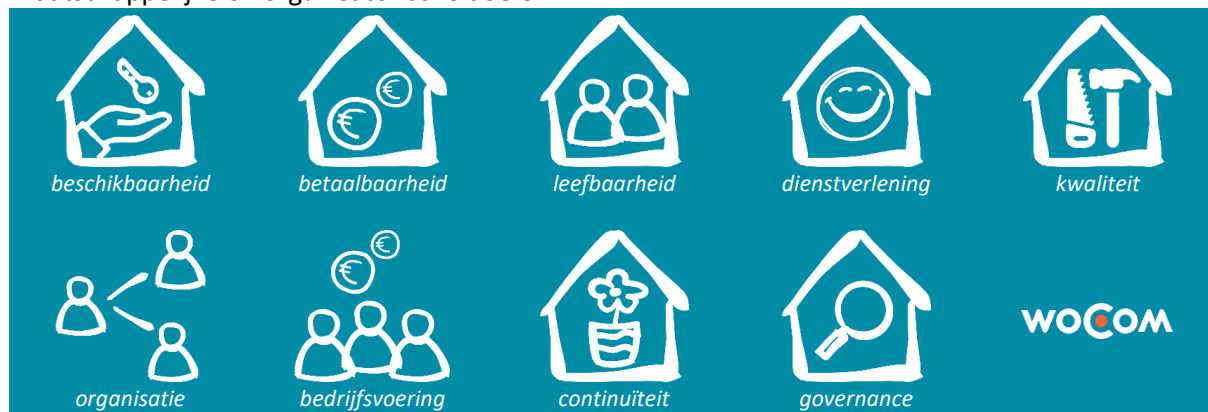 beschikbaarheid
betaalbaarheid
leefbaarheid
dienstverlening
kwaliteit
organisatie
bedrijfsvoering
continuïteit
governance
WOCOM